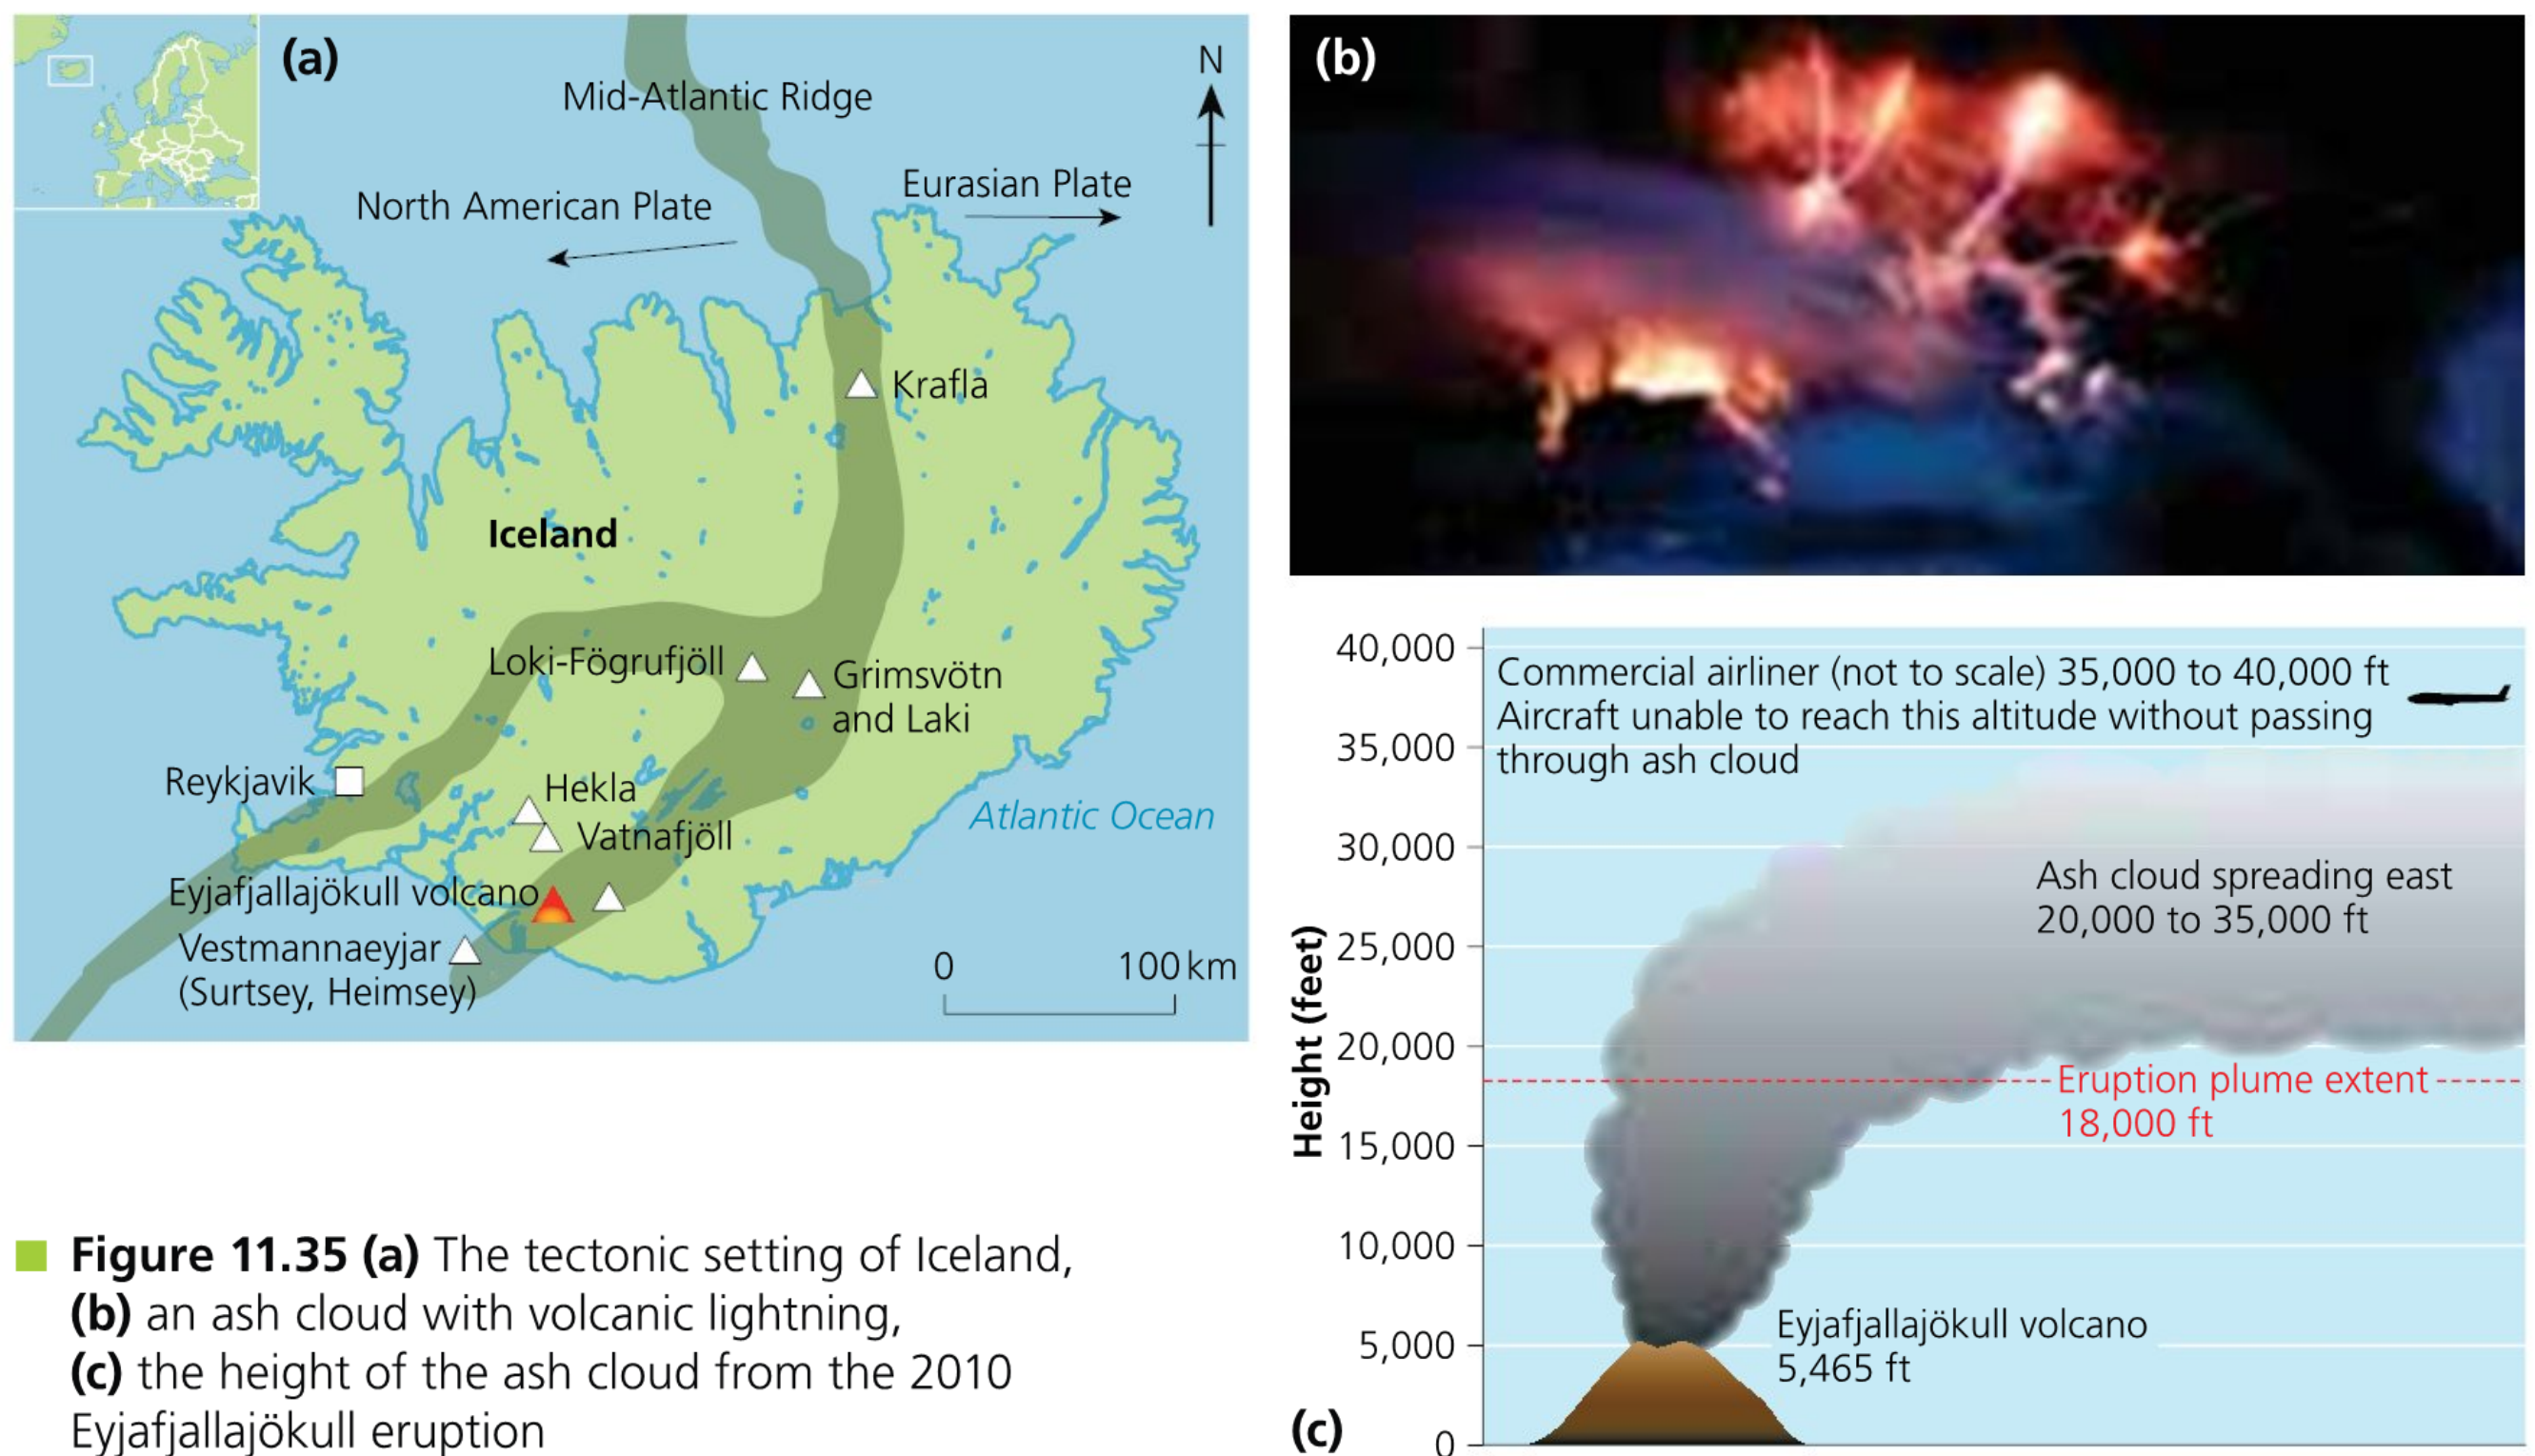 (a)
N
Mid-Atlantic Ridge
Eurasian Plate
North American Plate
Krafla
Iceland
Loki-Fögrufjöll
Grimsvötn
and Laki
Reykjavik
Hekla
Vatnafjöll
Atlantic Ocean
Eyjafjallajökull volcano
Vestmannaeyjar
(Surtsey, Heimsey)
0 100 km
(b)
40,000
Commercial airliner (not to scale) 35,000 to 40,000 ft
Aircraft unable to reach this altitude without passing
through ash cloud
35,000
30,000
Ash cloud spreading east
20,000 to 35,000 ft
25,000
Height (feet)
20,000
Eruption plume extent
18,000 ft
15,000
10,000
Eyjafjallajökull volcano
5,465 ft
5,000
0
(c)
Figure 11.35 (a) The tectonic setting of Iceland,
(b) an ash cloud with volcanic lightning,
(c) the height of the ash cloud from the 2010
Eyjafjallajökull eruption